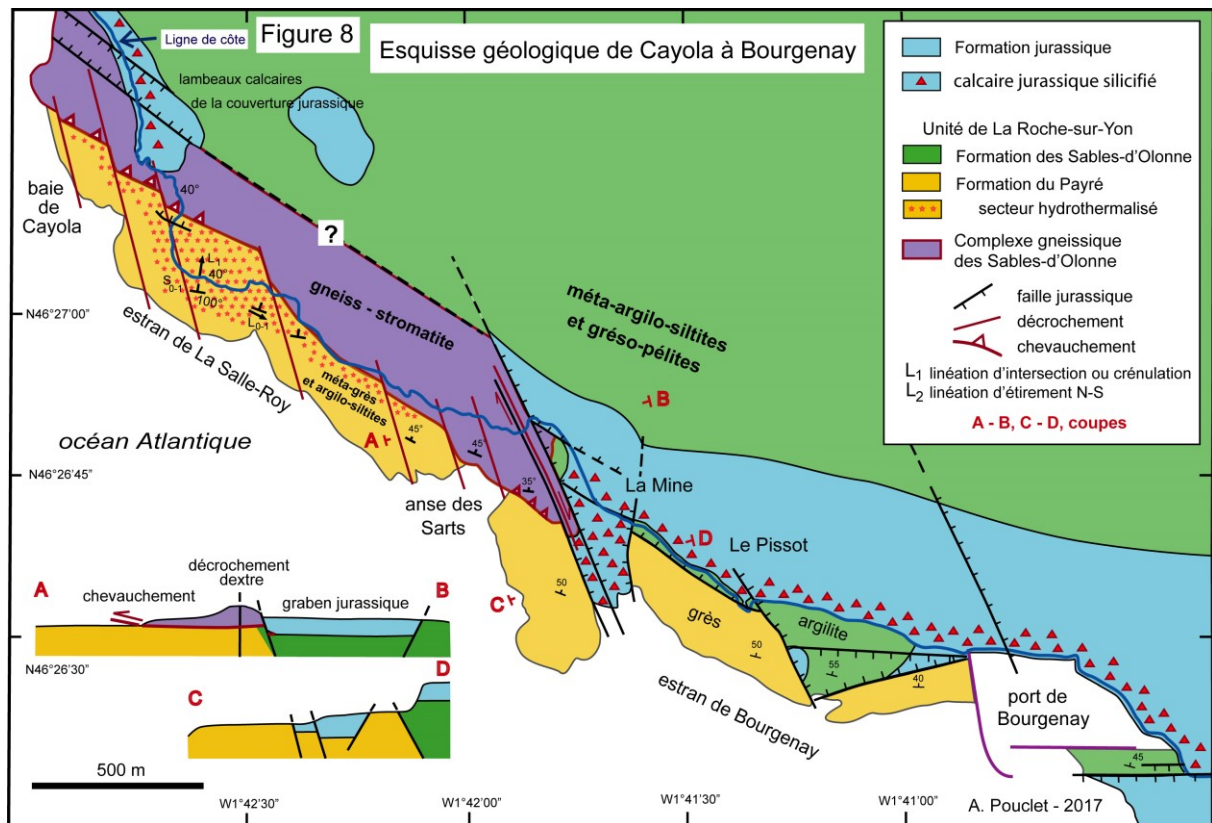 Figure 8
Esquisse géologique de Cayola à Bourgenay
Ligne de côte
lambeaux calcaires
de la couverture jurassique
Formation jurassique
calcaire jurassique silicifié
Unité de La Roche-sur-Yon
Formation des Sables-d'Olonne
Formation du Payré
secteur hydrothermalisé
Complexe gneissique
des Sables-d'Olonne
faille jurassique
décrochement
chevauchement
L1 linéation d'intersection ou crénulation
L2 linéation d'étirement N-S
A - B, C - D, coupes
baie
de
Cayola
40°
?
L1
40°
S0-1
100°
L0-1
gneiss - stromatite
méta-argilo-siltites
et gréso-pélites
N46°27'00"
estran de La Salle-Roy
méta-grès
et argilo-siltites
B
A
45°
45°
35°
océan Atlantique
N46°26'45"
anse des
Sarts
La Mine
D
Le Pissot
C
50
grès
50
argilite
55
40
estran de Bourgenay
port de
Bourgenay
45
A
décrochement
dextre
B
chevauchement
graben jurassique
N46°26'30"
C
D
500 m
W1°42'30"
W1°42'00"
W1°41'30"
W1°41'00"
A. Pouclet - 2017